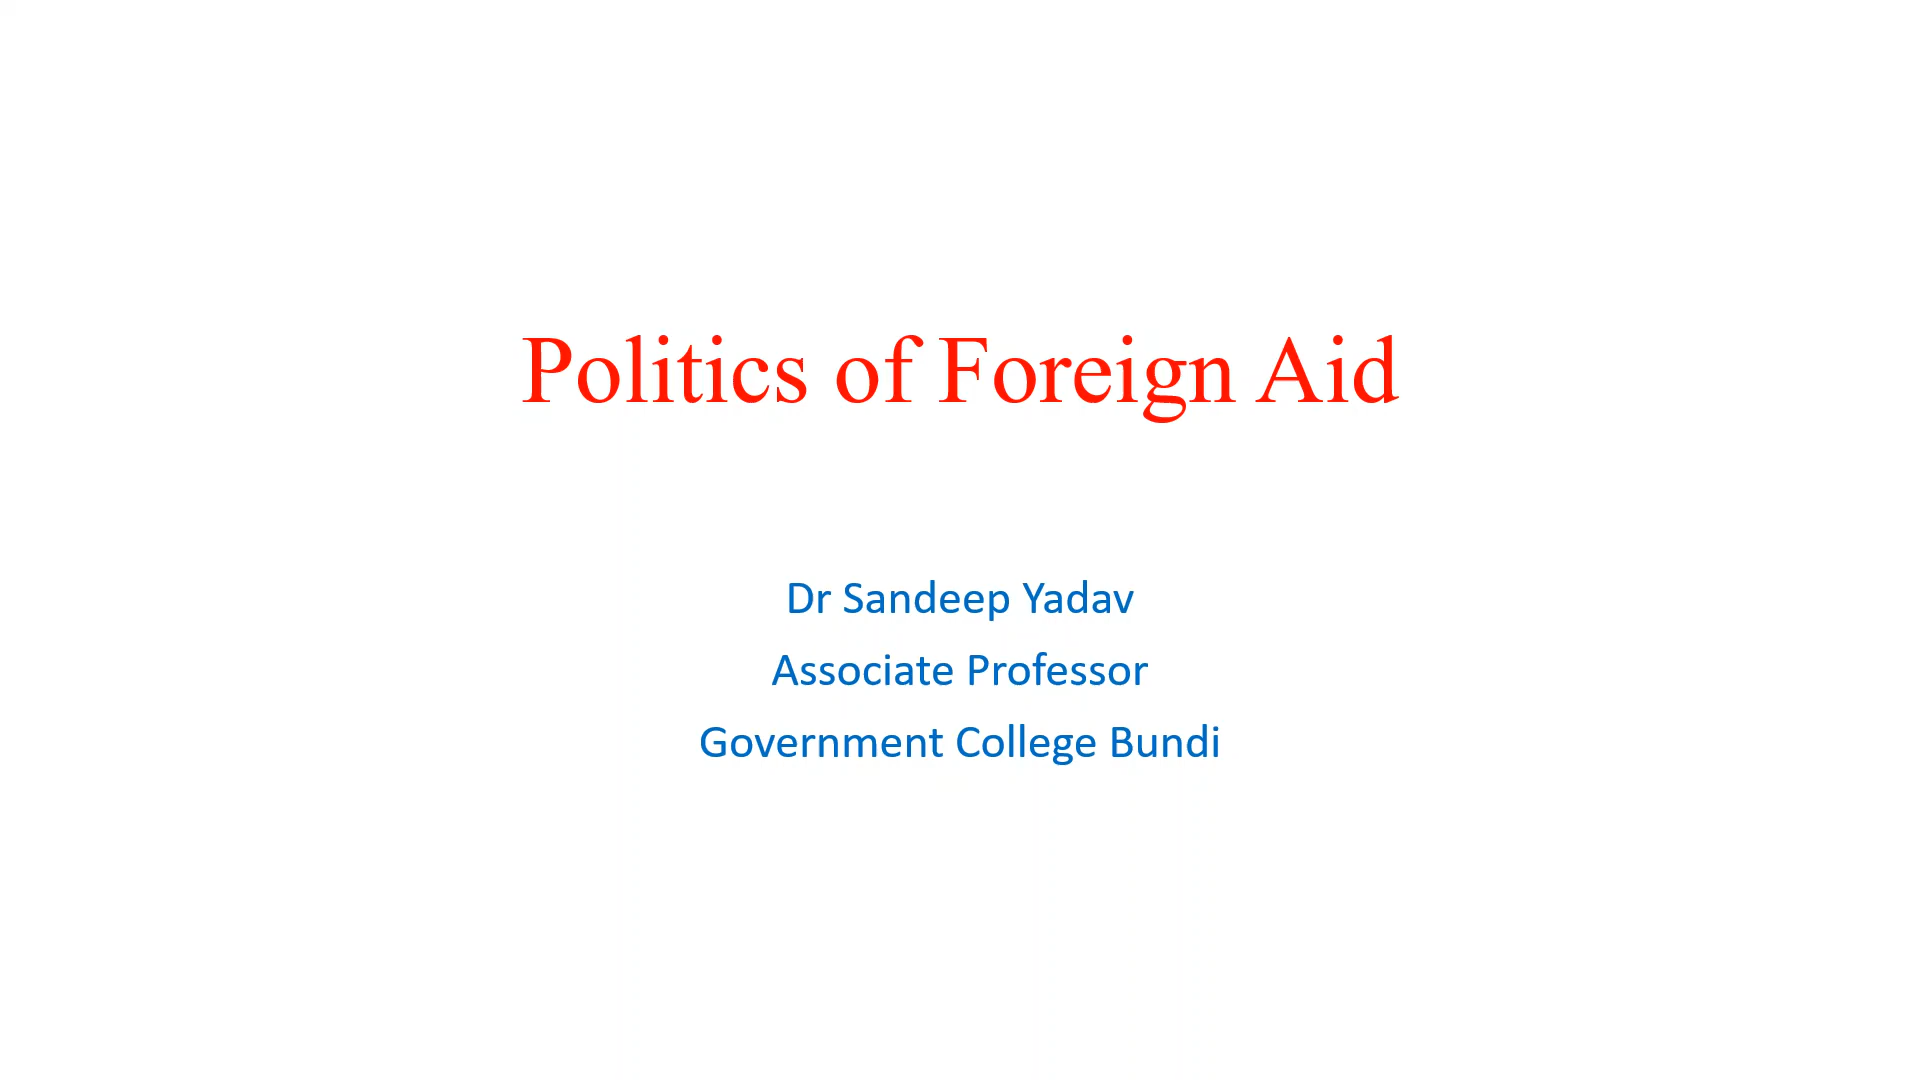 Politics of Foreign Aid
Dr Sandeep Yadav
Associate Professor
Government College Bundi